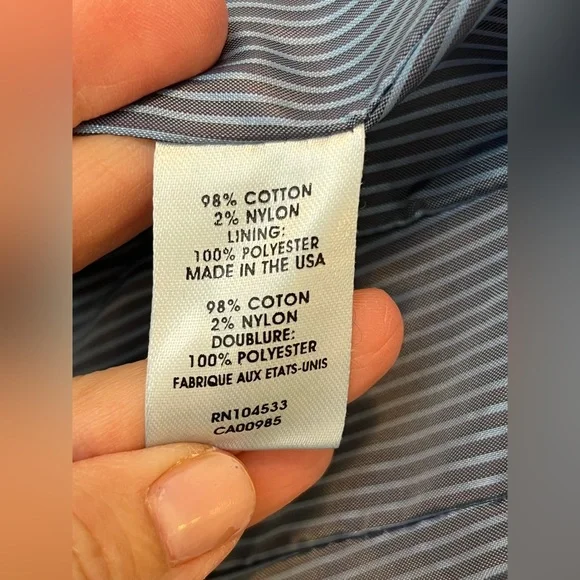 98% COTTON
2% NYLON
LINING:
100% POLYESTER
MADE IN THE USA
98% COTON
2% NYLON
DOUBLURE:
100% POLYESTER
FABRIQUE AUX ETATS-UNIS
RN104533
CA00985